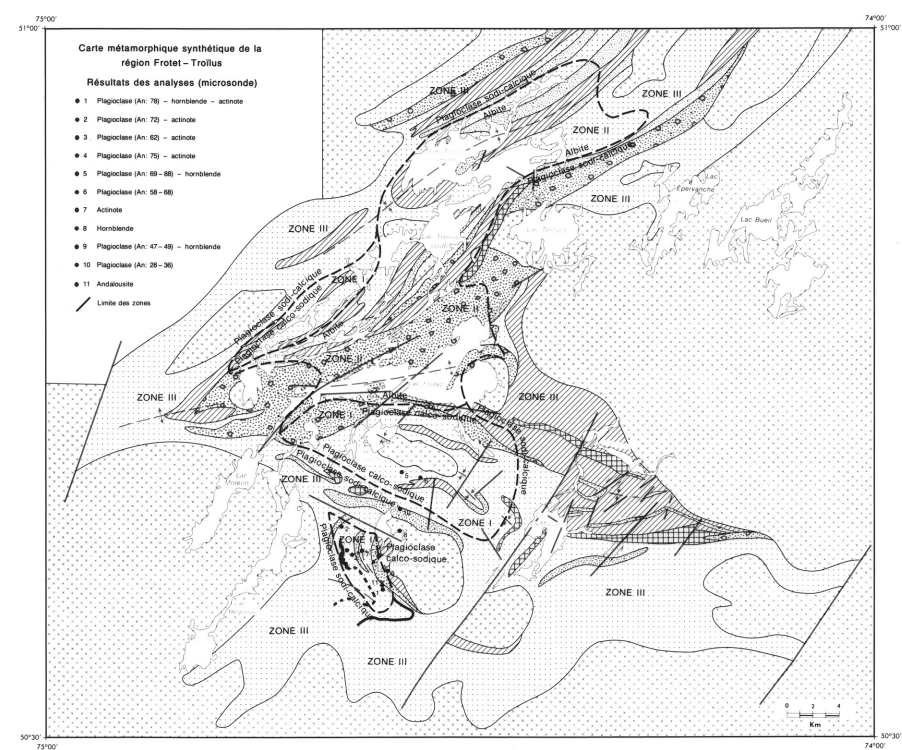 75°00'
74°00'
51°00'
51°00'
Carte métamorphique synthétique de la
région Frotet – Troïlus
Résultats des analyses (microsonde)
● 1 Plagioclase (An: 78) – hornblende – actinote
● 2 Plagioclase (An: 72) – actinote
● 3 Plagioclase (An: 62) – actinote
● 4 Plagioclase (An: 75) – actinote
● 5 Plagioclase (An: 69–88) – hornblende
● 6 Plagioclase (An: 58–68)
● 7 Actinote
● 8 Hornblende
● 9 Plagioclase (An: 47–49) – hornblende
● 10 Plagioclase (An: 28–36)
● 11 Andalousite
Limite des zones
ZONE III
Plagioclase sodi-calcique
Albite
ZONE III
ZONE II
Albite
Plagioclase sodi-calcique
ZONE III
Lac
Epervanche
Lac Bueil
ZONE III
ZONE I
Plagioclase sodi-calcique
Plagioclase calco-sodique
Albite
ZONE II
ZONE II
ZONE III
Albite
ZONE III
ZONE I
Plagioclase calco-sodique
Plagioclase sodi-calcique
Plagioclase calco-sodique
Plagioclase sodi-calcique
Lac
ZONE III
ZONE I
ZONE I
Plagioclase
calco-sodique
Plagioclase sodi-calcique
ZONE III
ZONE III
ZONE III
0 2 4
Km
50°30'
50°30'
75°00'
74°00'